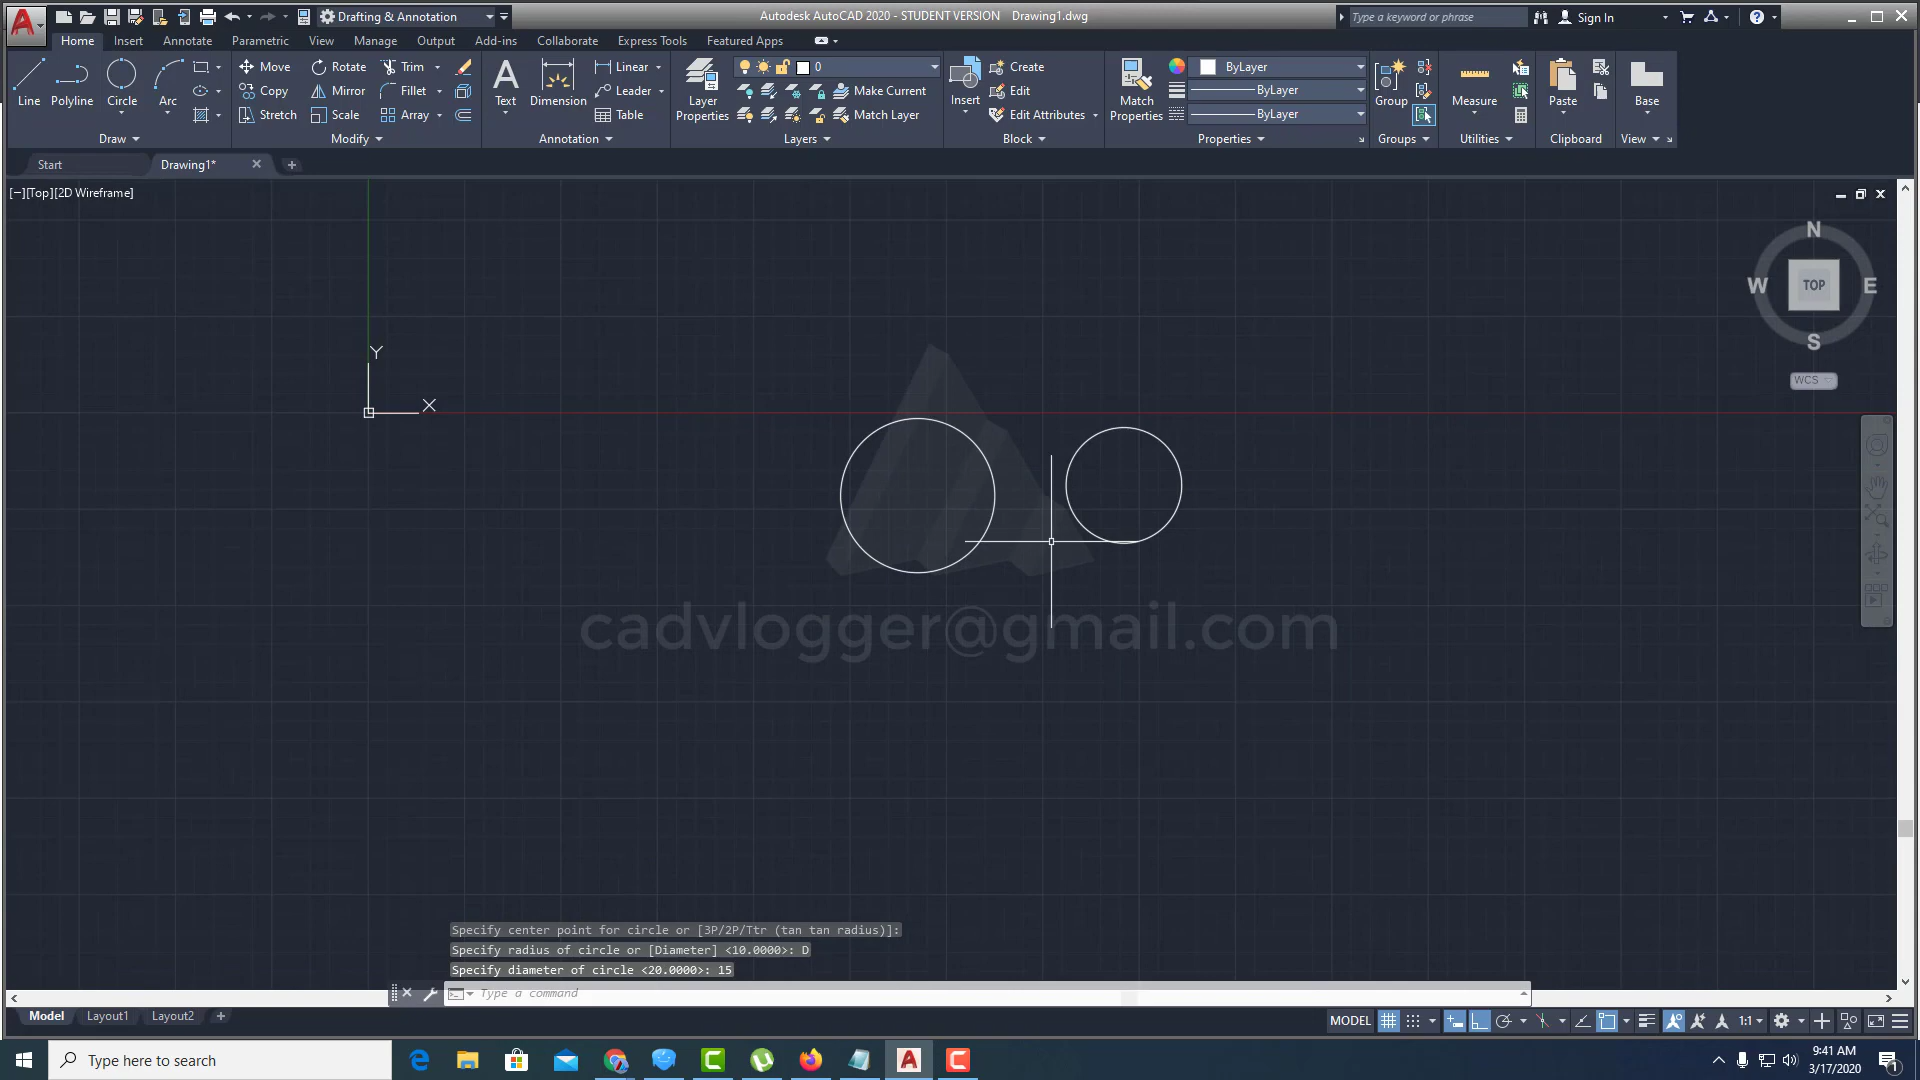 Drafting & Annotation
Autodesk AutoCAD 2020 - STUDENT VERSION Drawing1.dwg
Type a keyword or phrase
Sign In
Home Insert Annotate Parametric View Manage Output Add-ins Collaborate Express Tools Featured Apps
Line Polyline Circle Arc
Move Rotate Trim
Copy Mirror Fillet
Stretch Scale Array
Text Dimension
Linear
Leader
Table
Layer Properties
0
Make Current
Match Layer
Insert
Create
Edit
Edit Attributes
Match Properties
ByLayer
ByLayer
ByLayer
Group
Measure
Paste
Base
Draw Modify Annotation Layers Block Properties Groups Utilities Clipboard View
Start Drawing1*
[−][Top][2D Wireframe]
N
W TOP E
S
WCS
Y
X
cadvlogger@gmail.com
Specify center point for circle or [3P/2P/Ttr (tan tan radius)]:
Specify radius of circle or [Diameter] <10.0000>: D
Specify diameter of circle <20.0000>: 15
Type a command
Model Layout1 Layout2
MODEL
1:1
Type here to search
9:41 AM
3/17/2020
1